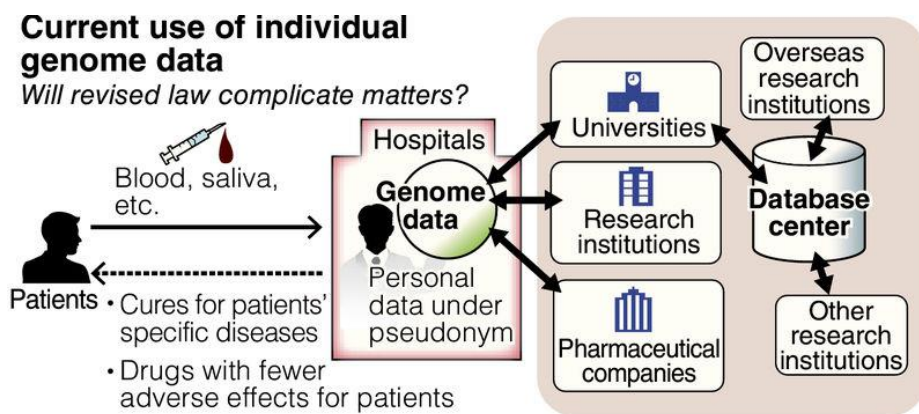 Current use of individual
genome data
Will revised law complicate matters?
Blood, saliva,
etc.
Patients
• Cures for patients'
specific diseases
• Drugs with fewer
adverse effects for patients
Hospitals
Genome
data
Personal
data under
pseudonym
Universities
Research
institutions
Pharmaceutical
companies
Overseas
research
institutions
Database
center
Other
research
institutions